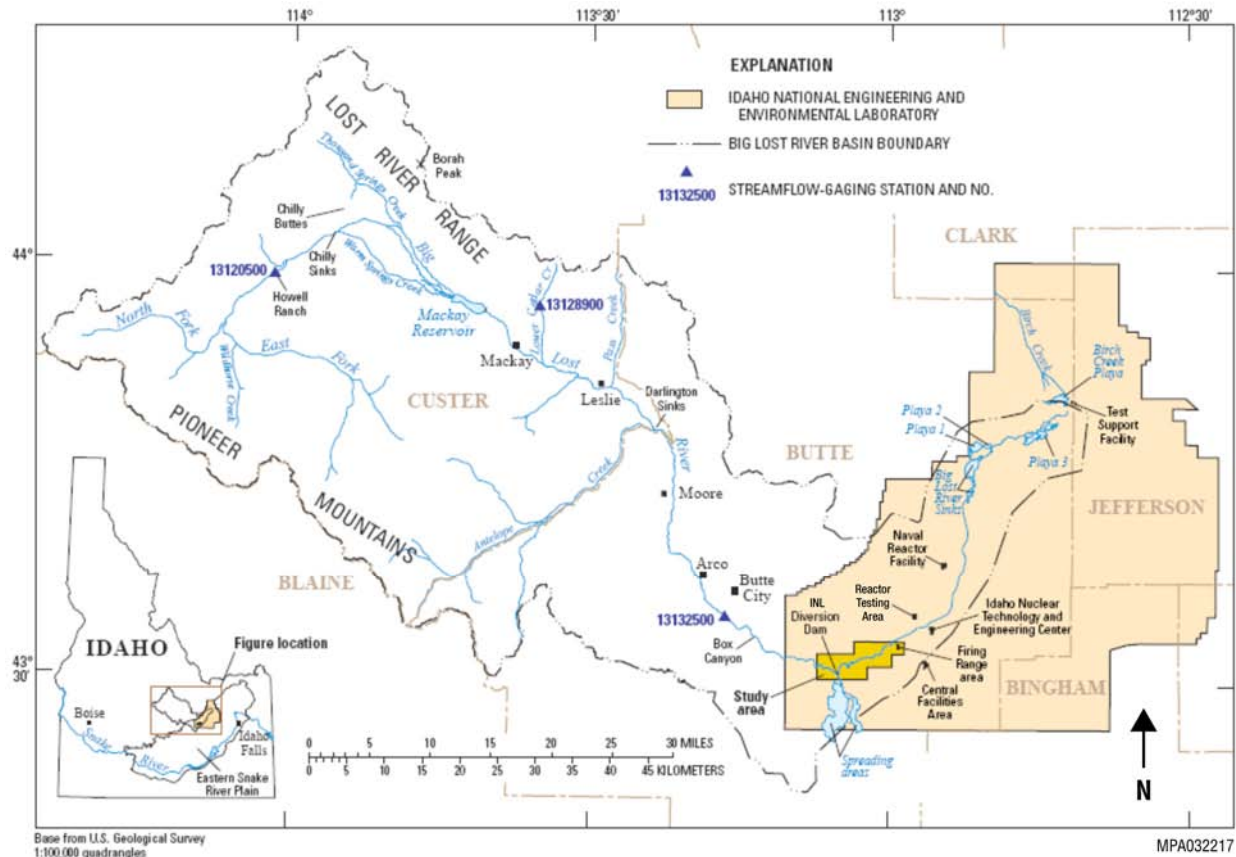 114°
113°30'
113°
112°30'
EXPLANATION
IDAHO NATIONAL ENGINEERING AND
ENVIRONMENTAL LABORATORY
BIG LOST RIVER BASIN BOUNDARY
13132500
STREAMFLOW-GAGING STATION AND NO.
LOST
RIVER
RANGE
Thousand Springs
Creek
Borah
Peak
Chilly
Buttes
Chilly
Sinks
Big
Warm Springs Creek
44°
13120500
Howell
Ranch
13128900
Lower Cedar Cr
Pass
Creek
Mackay
Reservoir
North
Fork
East
Fork
Wildhorse Creek
Mackay
Lost
Leslie
Darlington
Sinks
CUSTER
PIONEER
MOUNTAINS
River
Moore
Antelope
Creek
BLAINE
BUTTE
CLARK
JEFFERSON
BINGHAM
Birch
Creek
Birch
Creek
Playa
Playa 2
Playa 1
Playa 3
Test
Support
Facility
Big
Lost
River
Sinks
Naval
Reactor
Facility
Arco
Butte
City
13132500
Box
Canyon
INL
Diversion
Dam
Reactor
Testing
Area
Idaho Nuclear
Technology and
Engineering Center
Firing
Range
area
Central
Facilities
Area
Study
area
Spreading
areas
43°
30'
IDAHO
Figure location
Boise
Snake
River
Idaho
Falls
Eastern Snake
River Plain
0 5 10 15 20 25 30 MILES
0 5 10 15 20 25 30 35 40 45 KILOMETERS
N
Base from U.S. Geological Survey
1:100 000 quadrangles
MPA032217